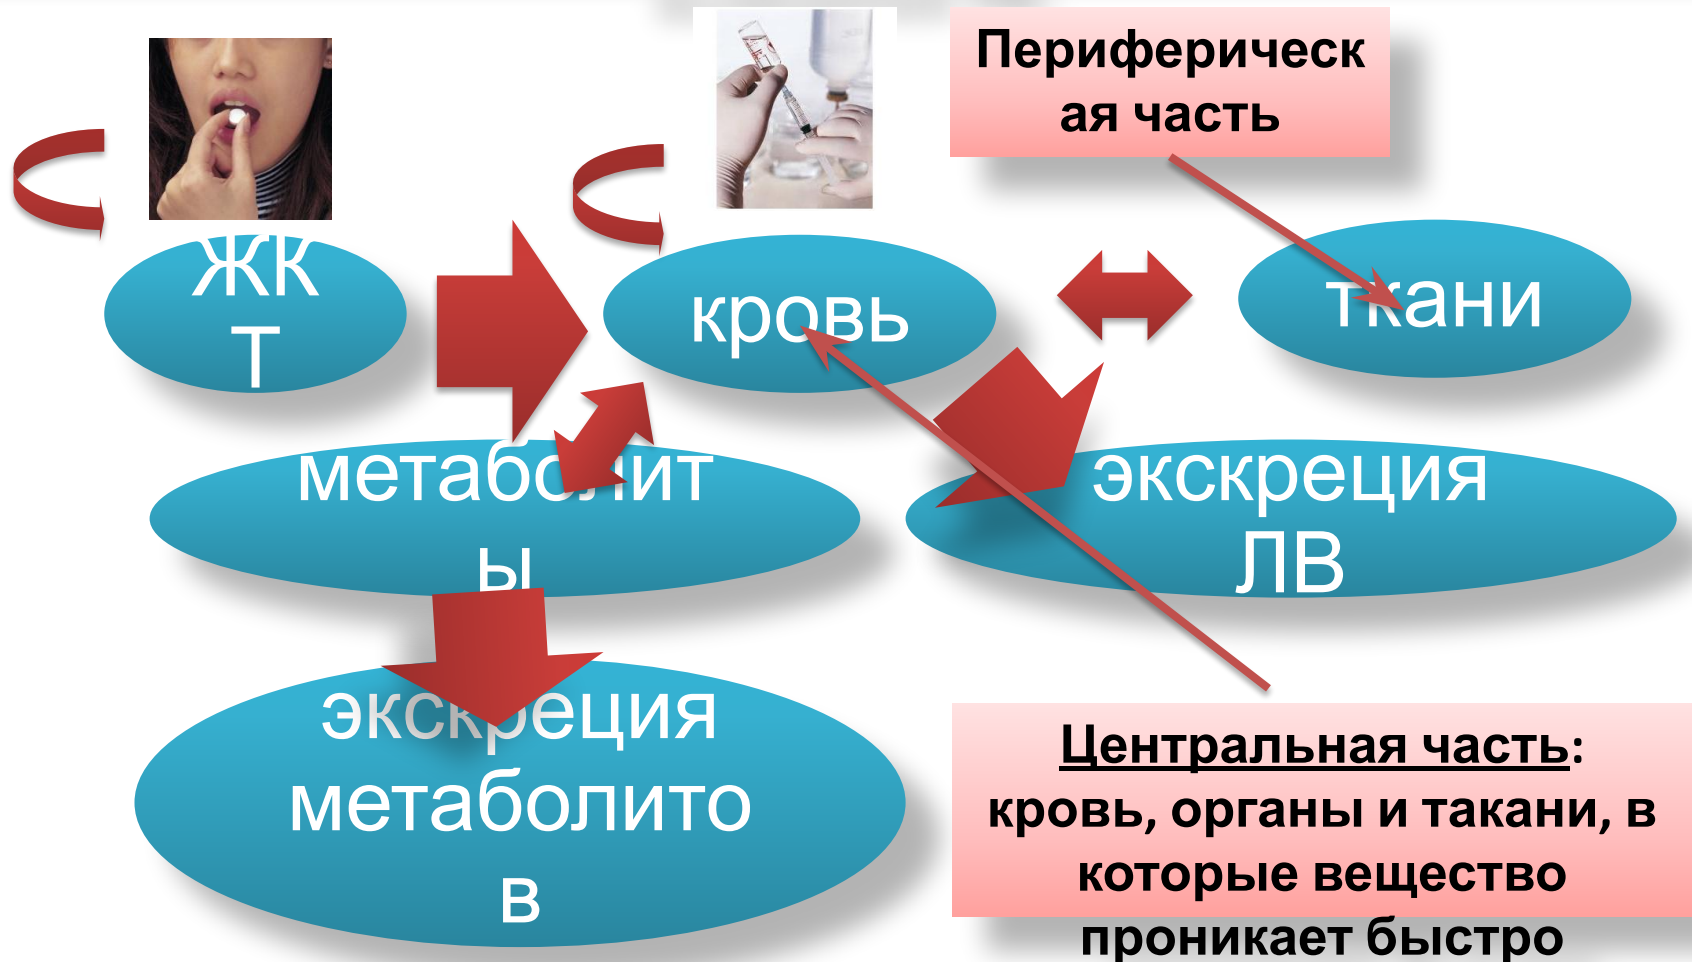 Периферическ
ая часть
ЖК
Т
кровь
ткани
метаболит
ы
экскреция
ЛВ
экскреция
метаболито
в
Центральная часть:
кровь, органы и такани, в
которые вещество
проникает быстро